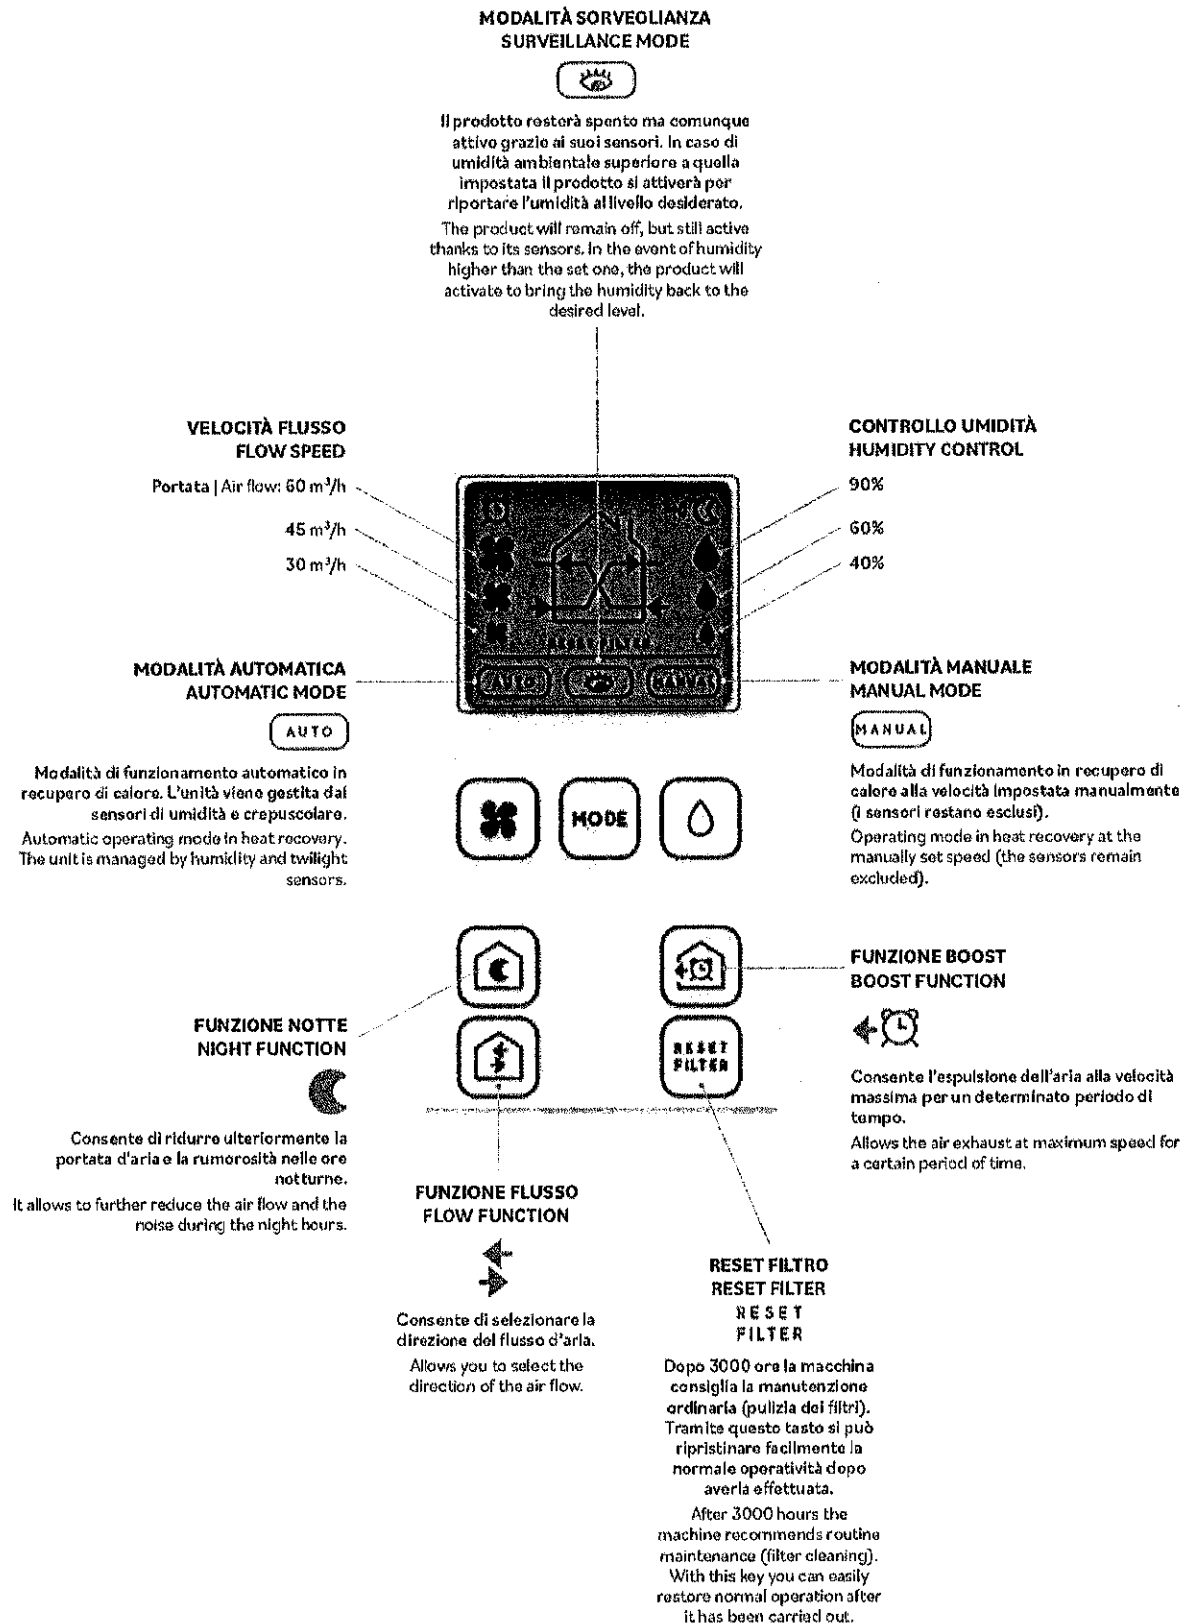 MODALITÀ SORVEGLIANZA
SURVEILLANCE MODE
Il prodotto resterà spento ma comunque
attivo grazie ai suoi sensori. In caso di
umidità ambientale superiore a quella
impostata il prodotto si attiverà per
riportare l'umidità al livello desiderato.
The product will remain off, but still active
thanks to its sensors. In the event of humidity
higher than the set one, the product will
activate to bring the humidity back to the
desired level.
VELOCITÀ FLUSSO
FLOW SPEED
Portata | Air flow: 60 m³/h
45 m³/h
30 m³/h
CONTROLLO UMIDITÀ
HUMIDITY CONTROL
90%
60%
40%
RESET FILTER
AUTO
MANUAL
MODALITÀ AUTOMATICA
AUTOMATIC MODE
AUTO
Modalità di funzionamento automatico in
recupero di calore. L'unità viene gestita dai
sensori di umidità e crepuscolare.
Automatic operating mode in heat recovery.
The unit is managed by humidity and twilight
sensors.
MODALITÀ MANUALE
MANUAL MODE
MANUAL
Modalità di funzionamento in recupero di
calore alla velocità impostata manualmente
(i sensori restano esclusi).
Operating mode in heat recovery at the
manually set speed (the sensors remain
excluded).
MODE
FUNZIONE NOTTE
NIGHT FUNCTION
Consente di ridurre ulteriormente la
portata d'aria e la rumorosità nelle ore
notturne.
It allows to further reduce the air flow and the
noise during the night hours.
RESET
FILTER
FUNZIONE BOOST
BOOST FUNCTION
Consente l'espulsione dell'aria alla velocità
massima per un determinato periodo di
tempo.
Allows the air exhaust at maximum speed for
a certain period of time.
FUNZIONE FLUSSO
FLOW FUNCTION
Consente di selezionare la
direzione del flusso d'aria.
Allows you to select the
direction of the air flow.
RESET FILTRO
RESET FILTER
RESET
FILTER
Dopo 3000 ore la macchina
consiglia la manutenzione
ordinaria (pulizia dei filtri).
Tramite questo tasto si può
ripristinare facilmente la
normale operatività dopo
averla effettuata.
After 3000 hours the
machine recommends routine
maintenance (filter cleaning).
With this key you can easily
restore normal operation after
it has been carried out.